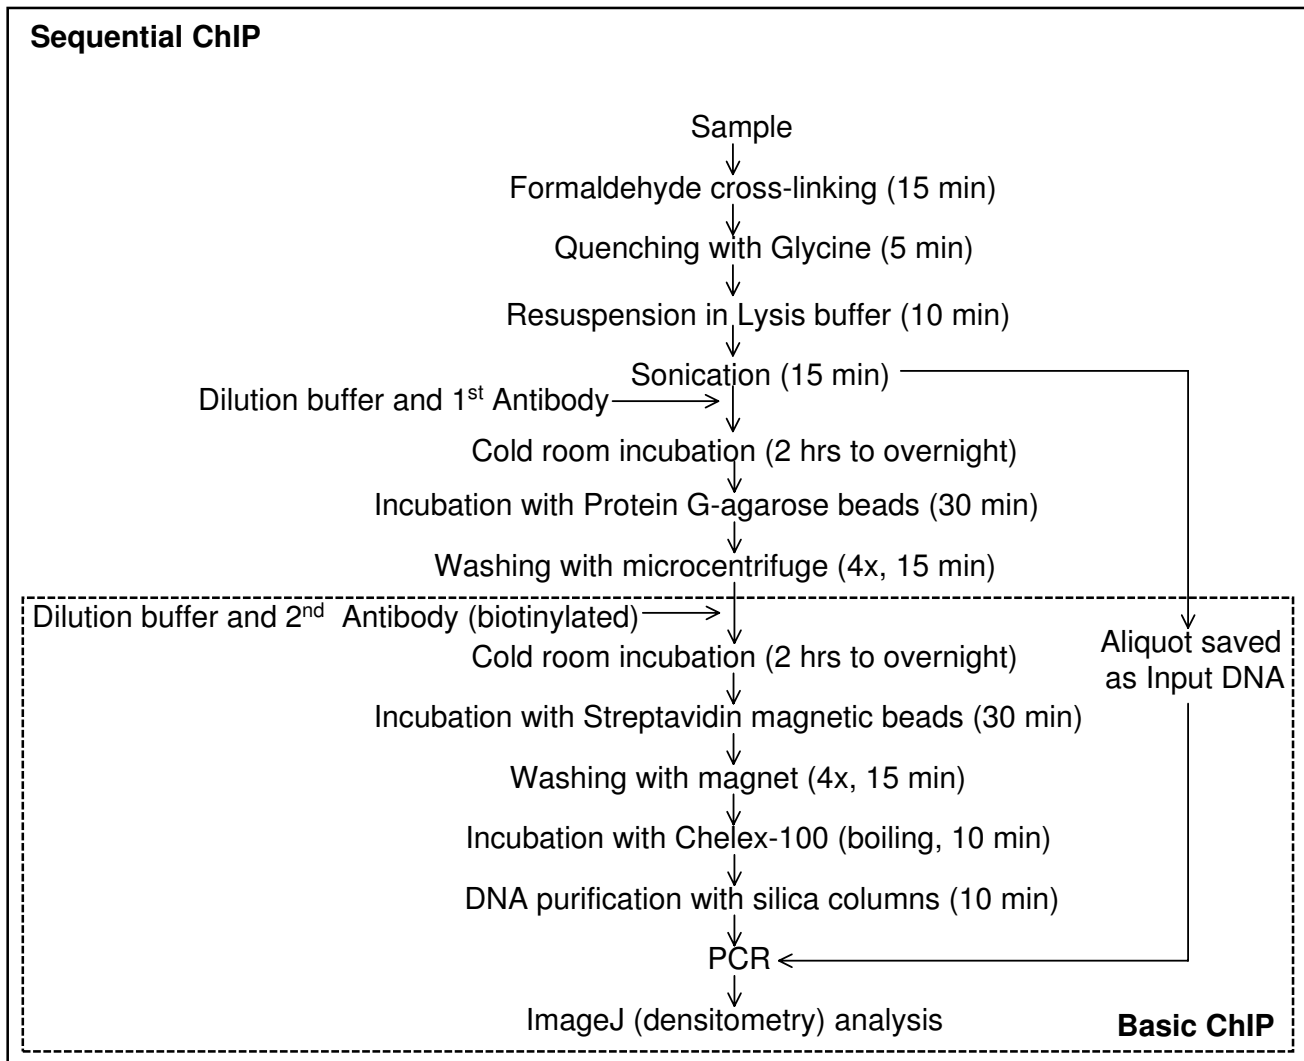 Sequential ChIP
Sample
Formaldehyde cross-linking (15 min)
Quenching with Glycine (5 min)
Resuspension in Lysis buffer (10 min)
Sonication (15 min)
Dilution buffer and 1st Antibody
Cold room incubation (2 hrs to overnight)
Incubation with Protein G-agarose beads (30 min)
Washing with microcentrifuge (4x, 15 min)
Dilution buffer and 2nd Antibody (biotinylated)
Cold room incubation (2 hrs to overnight)
Aliquot saved
as Input DNA
Incubation with Streptavidin magnetic beads (30 min)
Washing with magnet (4x, 15 min)
Incubation with Chelex-100 (boiling, 10 min)
DNA purification with silica columns (10 min)
PCR
ImageJ (densitometry) analysis
Basic ChIP